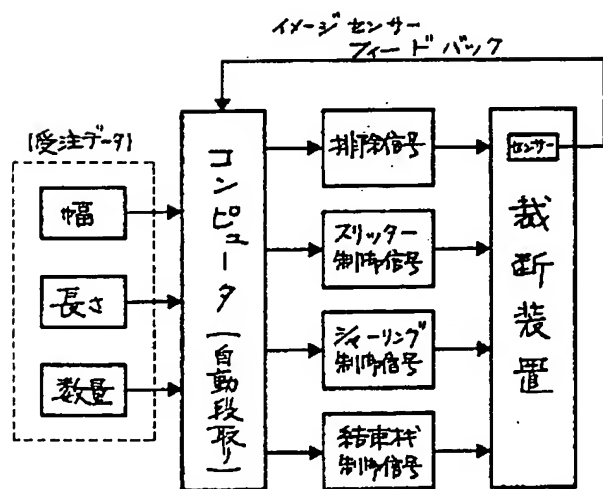 イメージセンサー
フィードバック
(受注データ)
幅
長さ
数量
コンピュータ(自動段取り)
排除信号
スリッター
制御信号
シャーリング
制御信号
結束材
制御信号
センサー
裁断装置